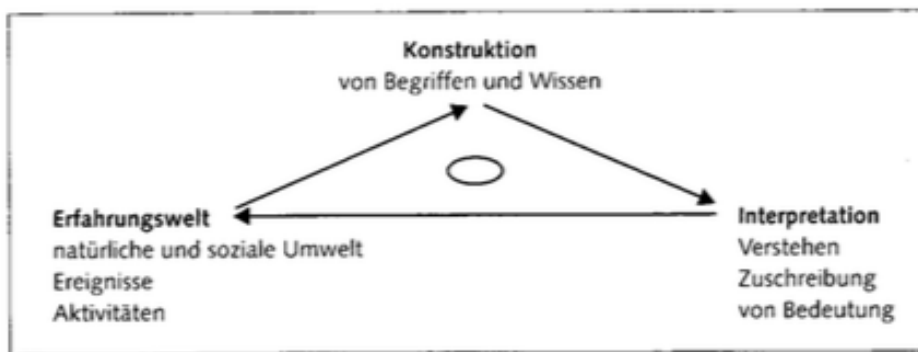 Konstruktion
von Begriffen und Wissen
Erfahrungswelt
natürliche und soziale Umwelt
Ereignisse
Aktivitäten
Interpretation
Verstehen
Zuschreibung
von Bedeutung